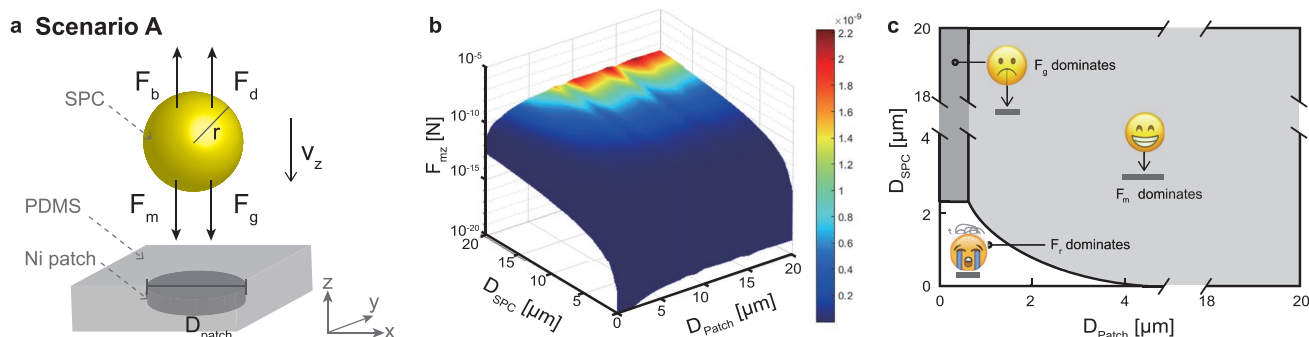 a Scenario A
F_b
F_d
SPC
r
v_z
F_m
F_g
PDMS
Ni patch
D_patch
z
y
x
b
×10⁻⁹
2.2
2
1.8
1.6
1.4
1.2
1
0.8
0.6
0.4
0.2
F_mz [N]
10⁻⁵
10⁻¹⁰
10⁻¹⁵
10⁻²⁰
D_SPC [µm]
20
15
10
5
0
D_Patch [µm]
5
10
15
20
c
D_SPC [µm]
20
18
4
2
0
F_g dominates
F_m dominates
F_r dominates
0
2
4
18
20
D_Patch [µm]